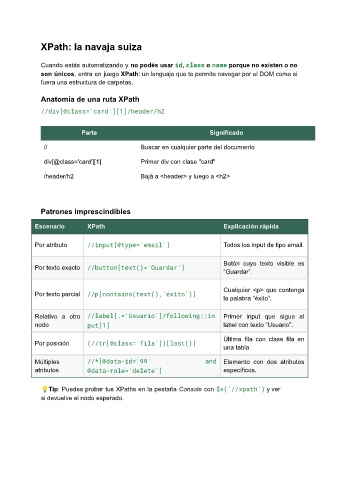 XPath: la navaja suiza
Cuando estás automatizando y no podés usar id, class o name porque no existen o no
son únicos, entra en juego XPath: un lenguaje que te permite navegar por el DOM como si
fuera una estructura de carpetas.
Anatomía de una ruta XPath
//div[@class='card'][1]/header/h2
Parte Significado
// Buscar en cualquier parte del documento
div[@class='card'][1] Primer div con clase "card"
/header/h2 Bajá a <header> y luego a <h2>
Patrones imprescindibles
Escenario XPath Explicación rápida
Por atributo //input[@type='email'] Todos los input de tipo email.
Por texto exacto //button[text()='Guardar'] Botón cuyo texto visible es
"Guardar".
Por texto parcial //p[contains(text(),'éxito')] Cualquier <p> que contenga
la palabra "éxito".
Relativo a otro //label[.='Usuario']/following::in Primer input que sigue al
nodo put[1] label con texto "Usuario".
Por posición (//tr[@class='fila'])[last()] Última fila con clase fila en
una tabla.
Múltiples //*[@data-id='99' and Elemento con dos atributos
atributos @data-role='delete'] específicos.
💡Tip: Puedes probar tus XPaths en la pestaña Console con $x('//xpath') y ver
si devuelve el nodo esperado.